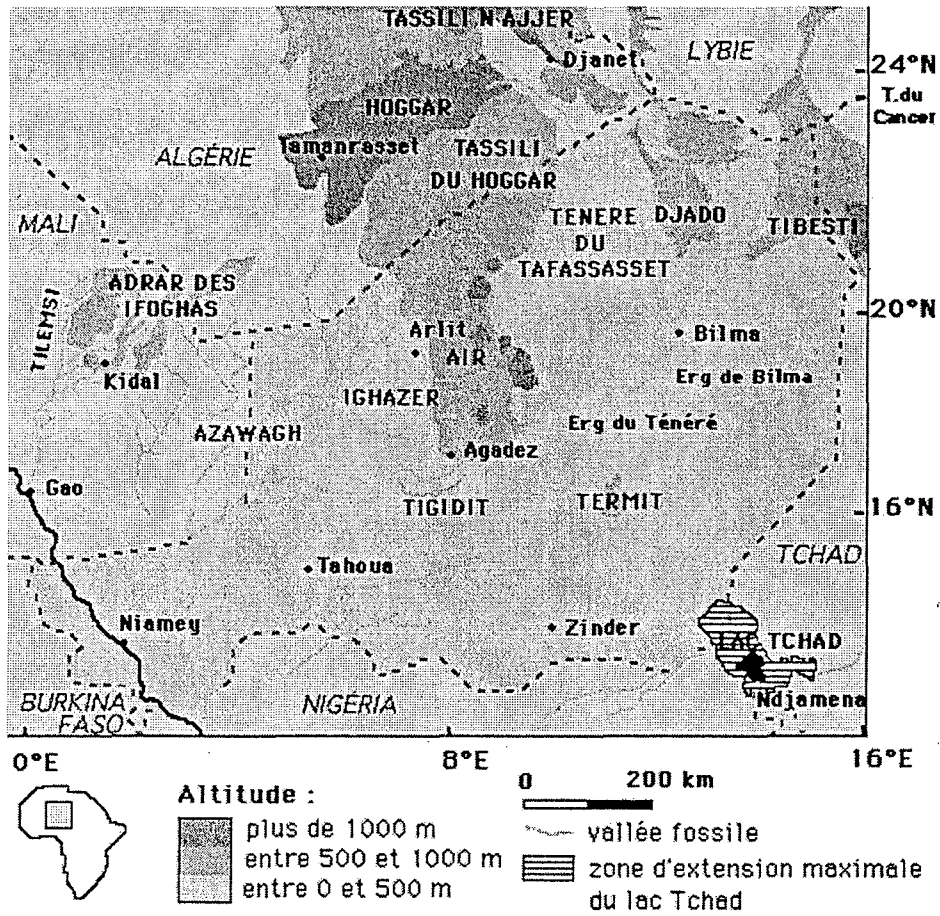 TASSILI N'AJJER
LYBIE
Djanet
24°N
T.du
Cancer
HOGGAR
Tamanrasset
ALGÉRIE
TASSILI
DU HOGGAR
MALI
TENERE
DU
TAFASSASSET
DJADO
TIBESTI
ADRAR DES
IFOGHAS
TILEMSI
20°N
Arlit
AIR
Bilma
Kidal
Erg de Bilma
IGHAZER
AZAWAGH
Erg du Ténéré
Agadez
Gao
TIGIDIT
TERMIT
16°N
TCHAD
Tahoua
Niamey
Zinder
LAC TCHAD
BURKINA
FASO
NIGÉRIA
Ndjamena
0°E
8°E
16°E
Altitude :
plus de 1000 m
entre 500 et 1000 m
entre 0 et 500 m
0
200 km
vallée fossile
zone d'extension maximale
du lac Tchad